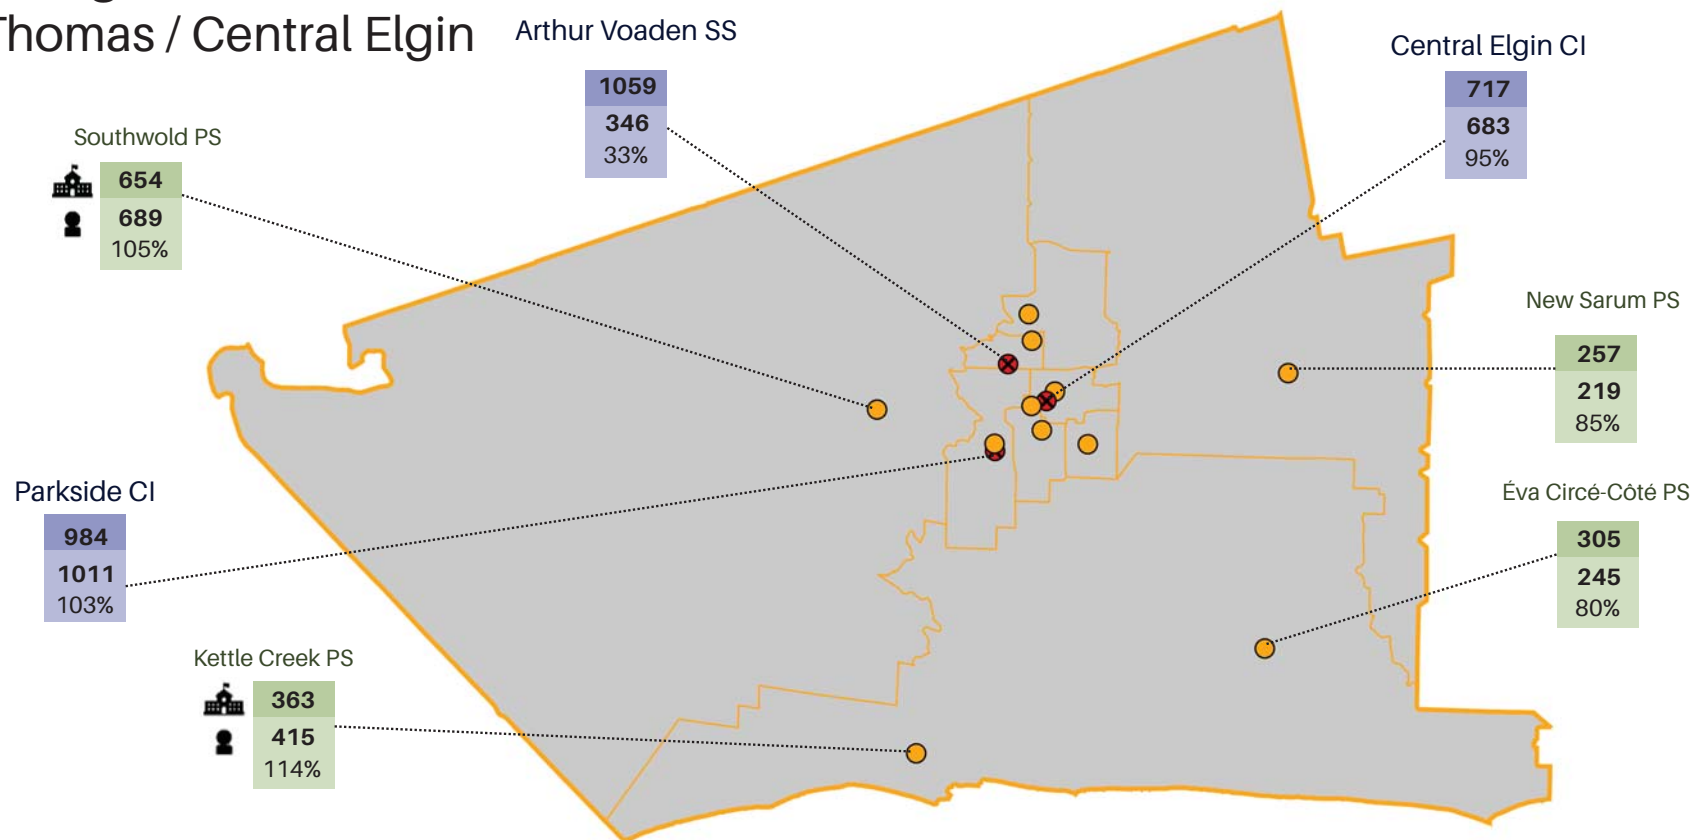 Thomas / Central Elgin
Arthur Voaden SS
1059
346
33%
Central Elgin CI
717
683
95%
Southwold PS
654
689
105%
New Sarum PS
257
219
85%
Parkside CI
984
1011
103%
Éva Circé-Côté PS
305
245
80%
Kettle Creek PS
363
415
114%